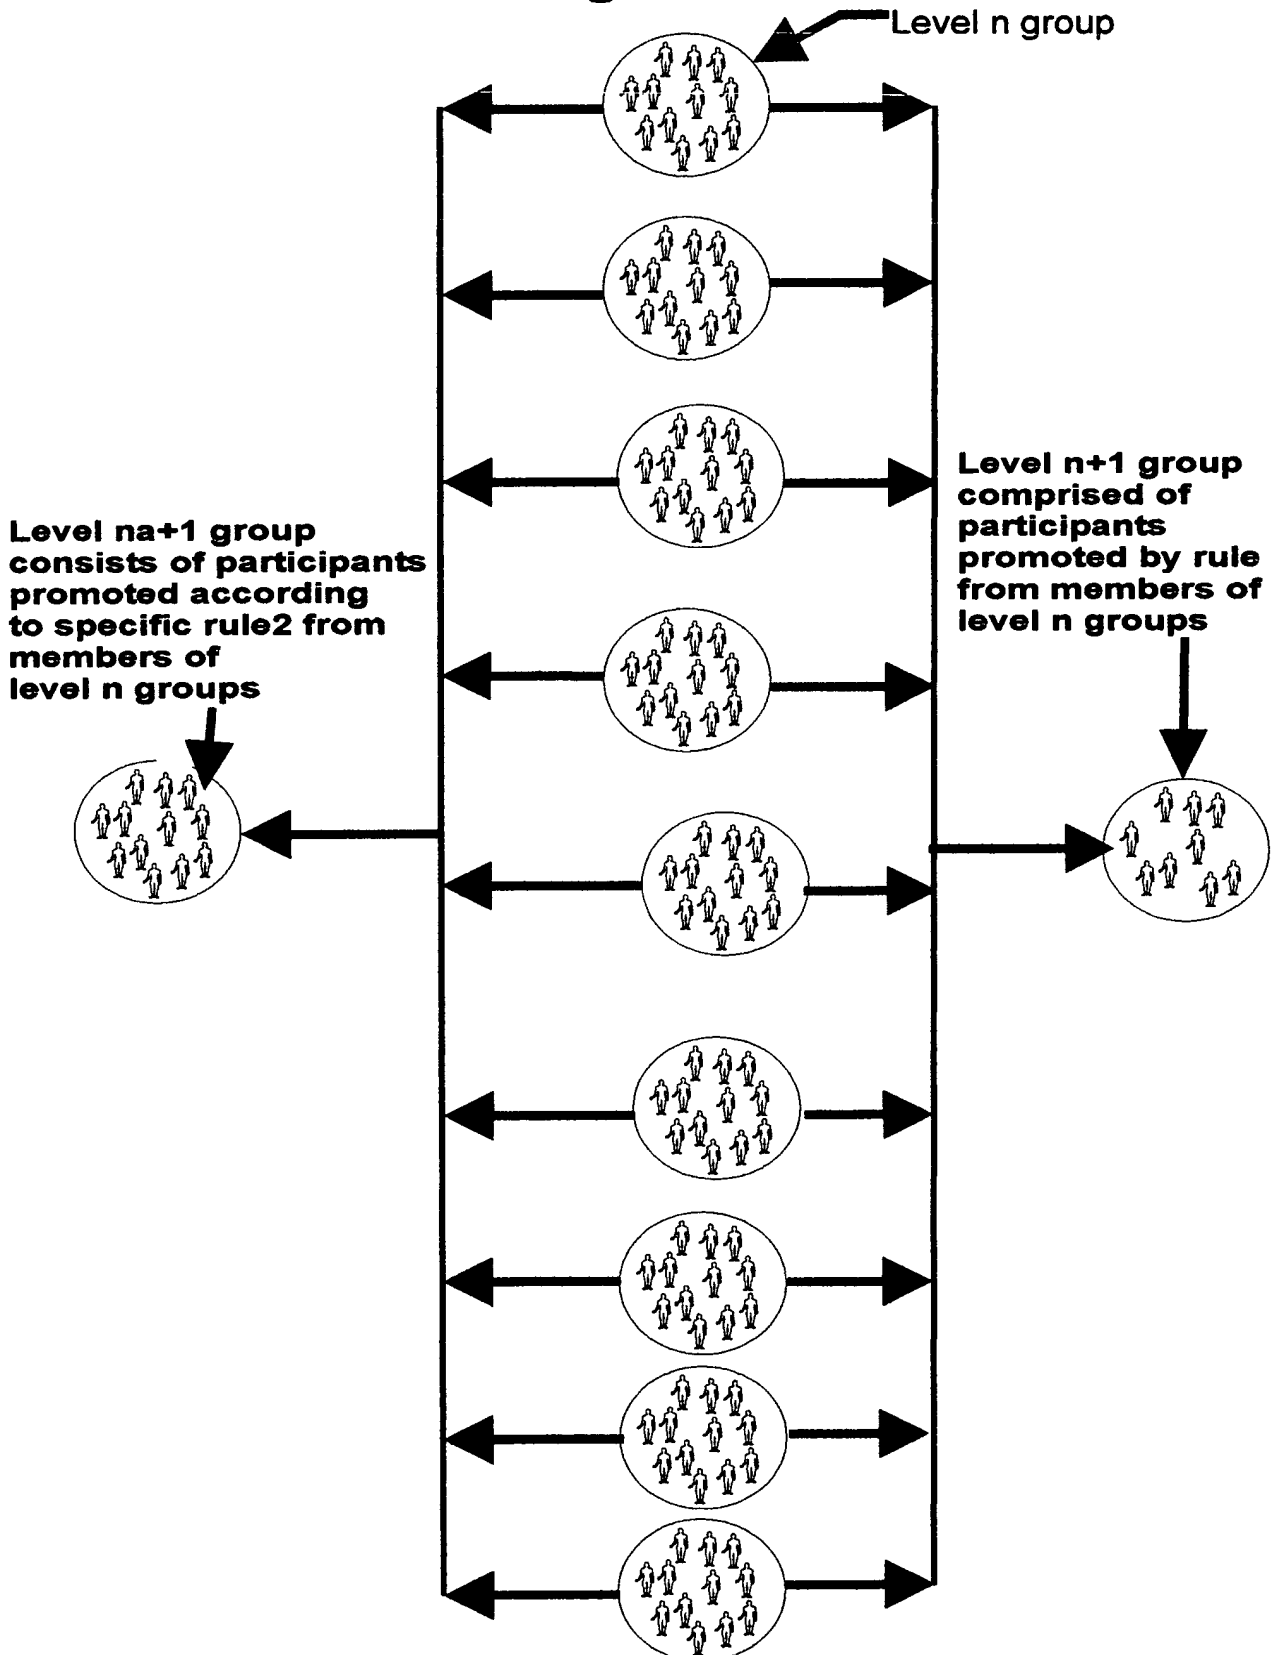 Level n group
Level n+1 group
comprised of
participants
promoted by rule
from members of
level n groups
Level na+1 group
consists of participants
promoted according
to specific rule2 from
members of
level n groups